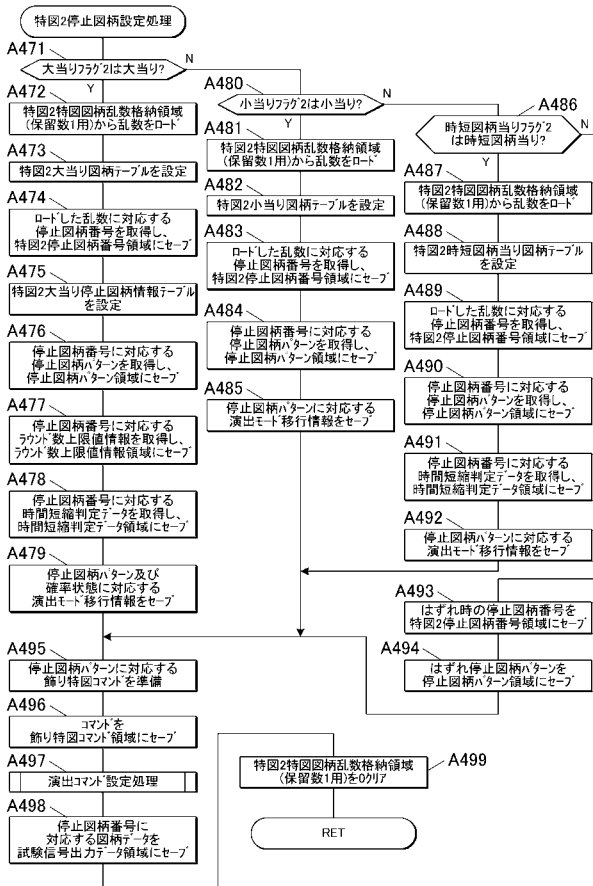 特図2停止図柄設定処理
A471
大当りフラグ2は大当り?
N
Y
A472
特図2特図図柄乱数格納領域
(保留数1用)から乱数をロード
A473
特図2大当り図柄テーブルを設定
A474
ロードした乱数に対応する
停止図柄番号を取得し、
特図2停止図柄番号領域にセーブ
A475
特図2大当り停止図柄情報テーブル
を設定
A476
停止図柄番号に対応する
停止図柄パターンを取得し、
停止図柄パターン領域にセーブ
A477
停止図柄番号に対応する
ラウンド数上限値情報を取得し、
ラウンド数上限値情報領域にセーブ
A478
停止図柄番号に対応する
時間短縮判定データを取得し、
時間短縮判定データ領域にセーブ
A479
停止図柄パターン及び
確率状態に対応する
演出モード移行情報をセーブ
A480
小当りフラグ2は小当り?
N
Y
A481
特図2特図図柄乱数格納領域
(保留数1用)から乱数をロード
A482
特図2小当り図柄テーブルを設定
A483
ロードした乱数に対応する
停止図柄番号を取得し、
特図2停止図柄番号領域にセーブ
A484
停止図柄番号に対応する
停止図柄パターンを取得し、
停止図柄パターン領域にセーブ
A485
停止図柄パターンに対応する
演出モード移行情報をセーブ
A486
時短図柄当りフラグ2
は時短図柄当り?
N
Y
A487
特図2特図図柄乱数格納領域
(保留数1用)から乱数をロード
A488
特図2時短図柄当り図柄テーブル
を設定
A489
ロードした乱数に対応する
停止図柄番号を取得し、
特図2停止図柄番号領域にセーブ
A490
停止図柄番号に対応する
停止図柄パターンを取得し、
停止図柄パターン領域にセーブ
A491
停止図柄番号に対応する
時間短縮判定データを取得し、
時間短縮判定データ領域にセーブ
A492
停止図柄パターンに対応する
演出モード移行情報をセーブ
A493
はずれ時の停止図柄番号を
特図2停止図柄番号領域にセーブ
A494
はずれ停止図柄パターンを
停止図柄パターン領域にセーブ
A495
停止図柄パターンに対応する
飾り特図コマンドを準備
A496
コマンドを
飾り特図コマンド領域にセーブ
A497
演出コマンド設定処理
A498
停止図柄番号に
対応する図柄データを
試験信号出力データ領域にセーブ
A499
特図2特図図柄乱数格納領域
(保留数1用)を0クリア
RET